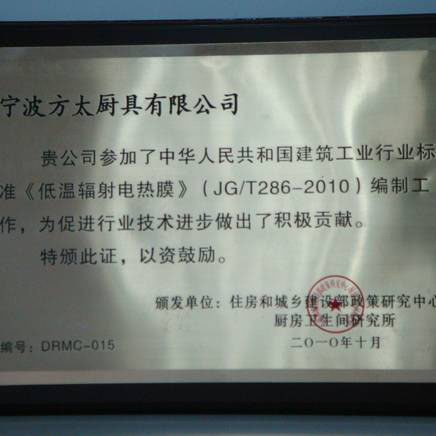 宁波方太厨具有限公司
贵公司参加了中华人民共和国建筑工业行业标
准《低温辐射电热膜》（JG/T286-2010）编制工
作，为促进行业技术进步做出了积极贡献。
特颁此证，以资鼓励。
颁发单位：住房和城乡建设部政策研究中心
厨房卫生间研究所
编号：DRMC-015
二○一○年十月